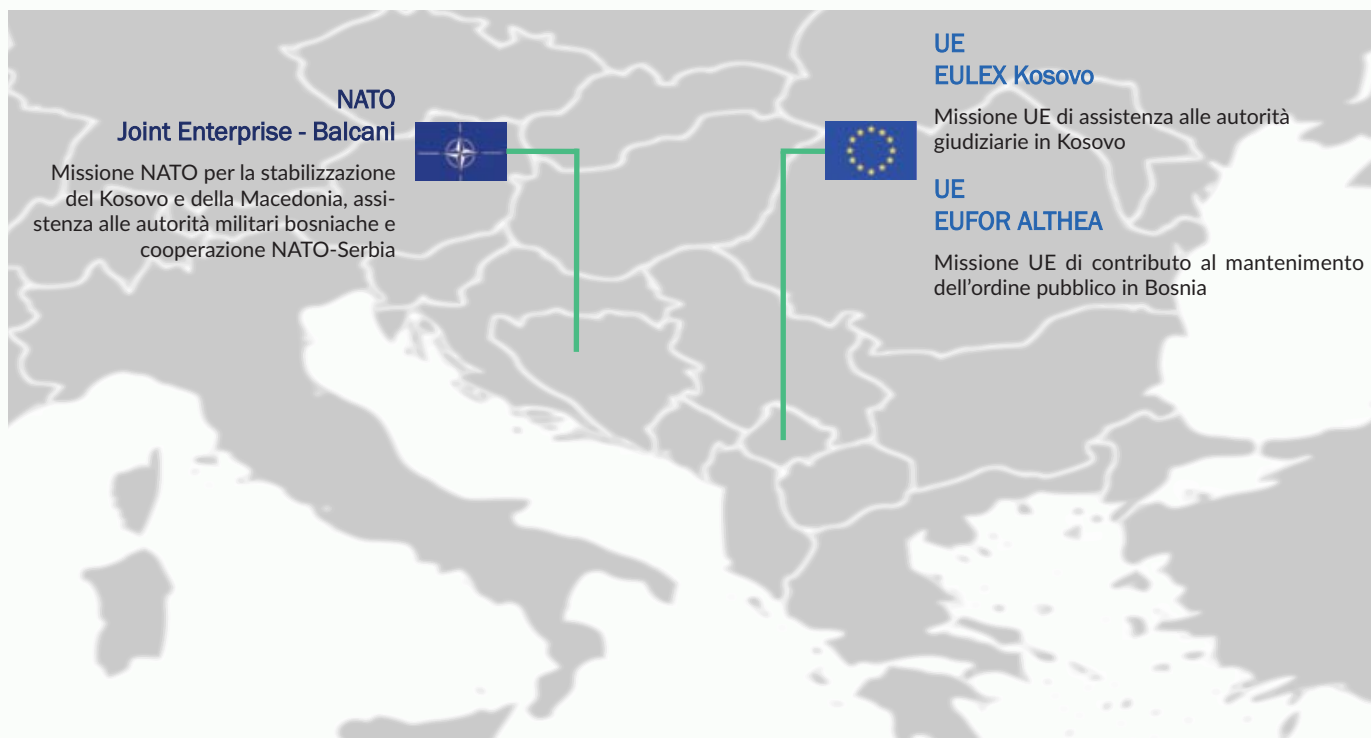 NATO
Joint Enterprise - Balcani
Missione NATO per la stabilizzazione
del Kosovo e della Macedonia, assi-
stenza alle autorità militari bosniache e
cooperazione NATO-Serbia
UE
EULEX Kosovo
Missione UE di assistenza alle autorità
giudiziarie in Kosovo
UE
EUFOR ALTHEA
Missione UE di contributo al mantenimento
dell’ordine pubblico in Bosnia